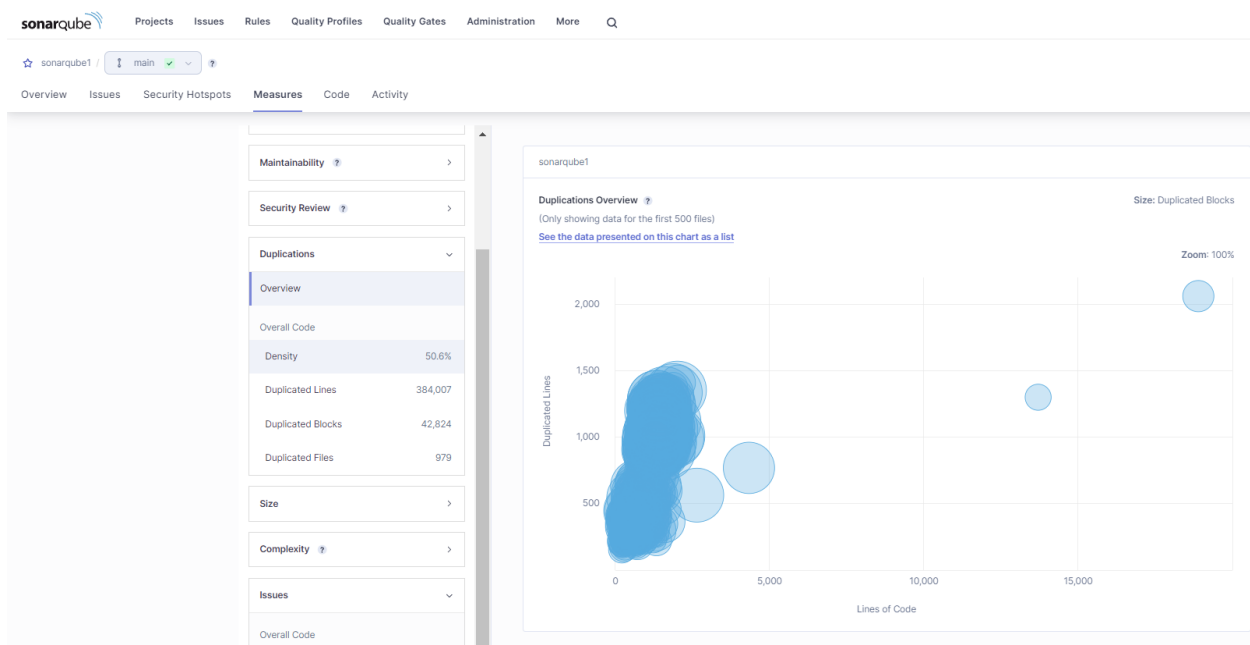 sonarqube Projects Issues Rules Quality Profiles Quality Gates Administration More
sonarqube1 / main ?
Overview Issues Security Hotspots Measures Code Activity
Maintainability ?
Security Review ?
Duplications
Overview
Overall Code
Density 50.6%
Duplicated Lines 384,007
Duplicated Blocks 42,824
Duplicated Files 979
Size
Complexity ?
Issues
Overall Code
sonarqube1
Duplications Overview ? Size: Duplicated Blocks
(Only showing data for the first 500 files)
See the data presented on this chart as a list
Zoom: 100%
2,000
1,500
1,000
500
Duplicated Lines
0 5,000 10,000 15,000
Lines of Code